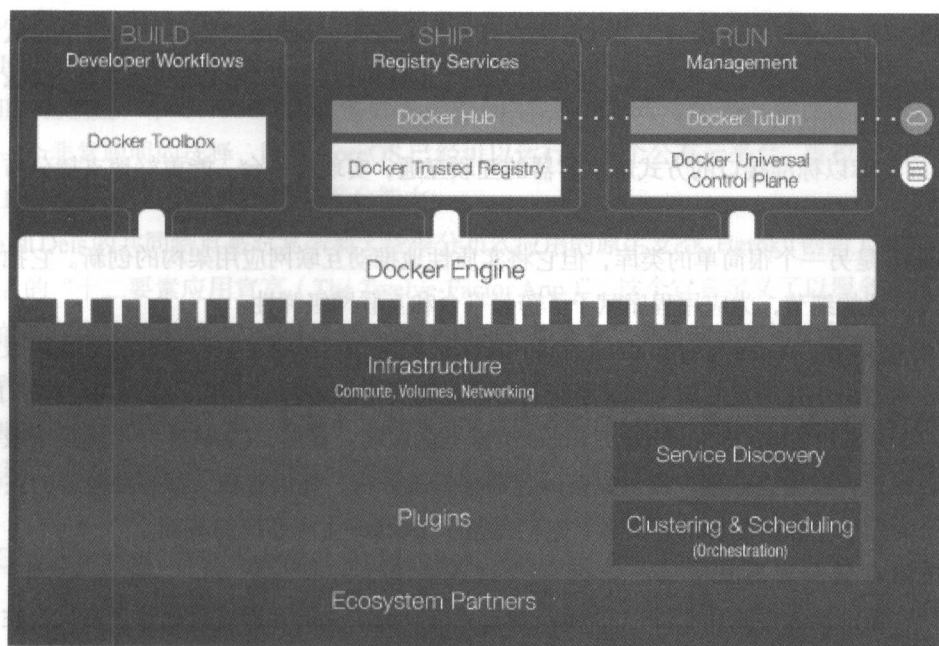 BUILD
Developer Workflows
SHIP
Registry Services
RUN
Management
Docker Toolbox
Docker Hub
Docker Trusted Registry
Docker Tutum
Docker Universal
Control Plane
Docker Engine
Infrastructure
Compute, Volumes, Networking
Service Discovery
Plugins
Clustering & Scheduling
(Orchestration)
Ecosystem Partners